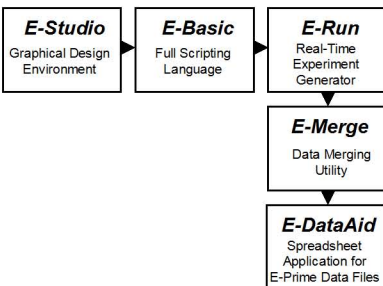 E-Studio
Graphical Design
Environment
E-Basic
Full Scripting
Language
E-Run
Real-Time
Experiment
Generator
E-Merge
Data Merging
Utility
E-DataAid
Spreadsheet
Application for
E-Prime Data Files